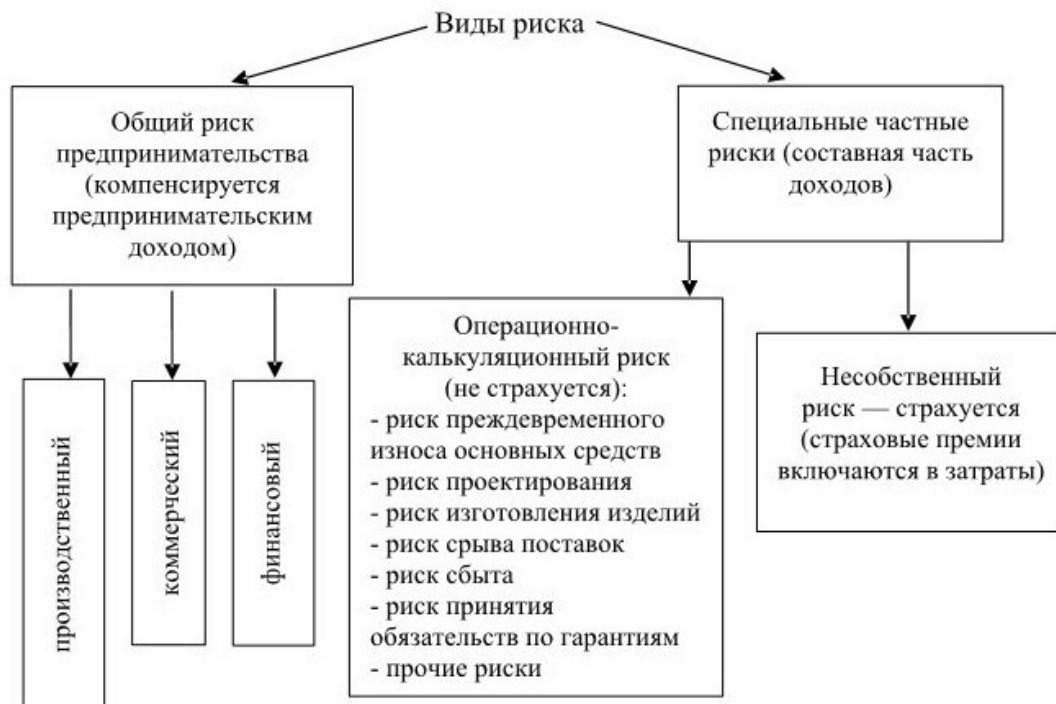 Виды риска
Общий риск
предпринимательства
(компенсируется
предпринимательским
доходом)
Специальные частные
риски (составная часть
доходов)
производственный
коммерческий
финансовый
Операционно-
калькуляционный риск
(не страхуется):
- риск преждевременного
износа основных средств
- риск проектирования
- риск изготовления изделий
- риск срыва поставок
- риск сбыта
- риск принятия
обязательств по гарантиям
- прочие риски
Несобственный
риск — страхуется
(страховые премии
включаются в затраты)